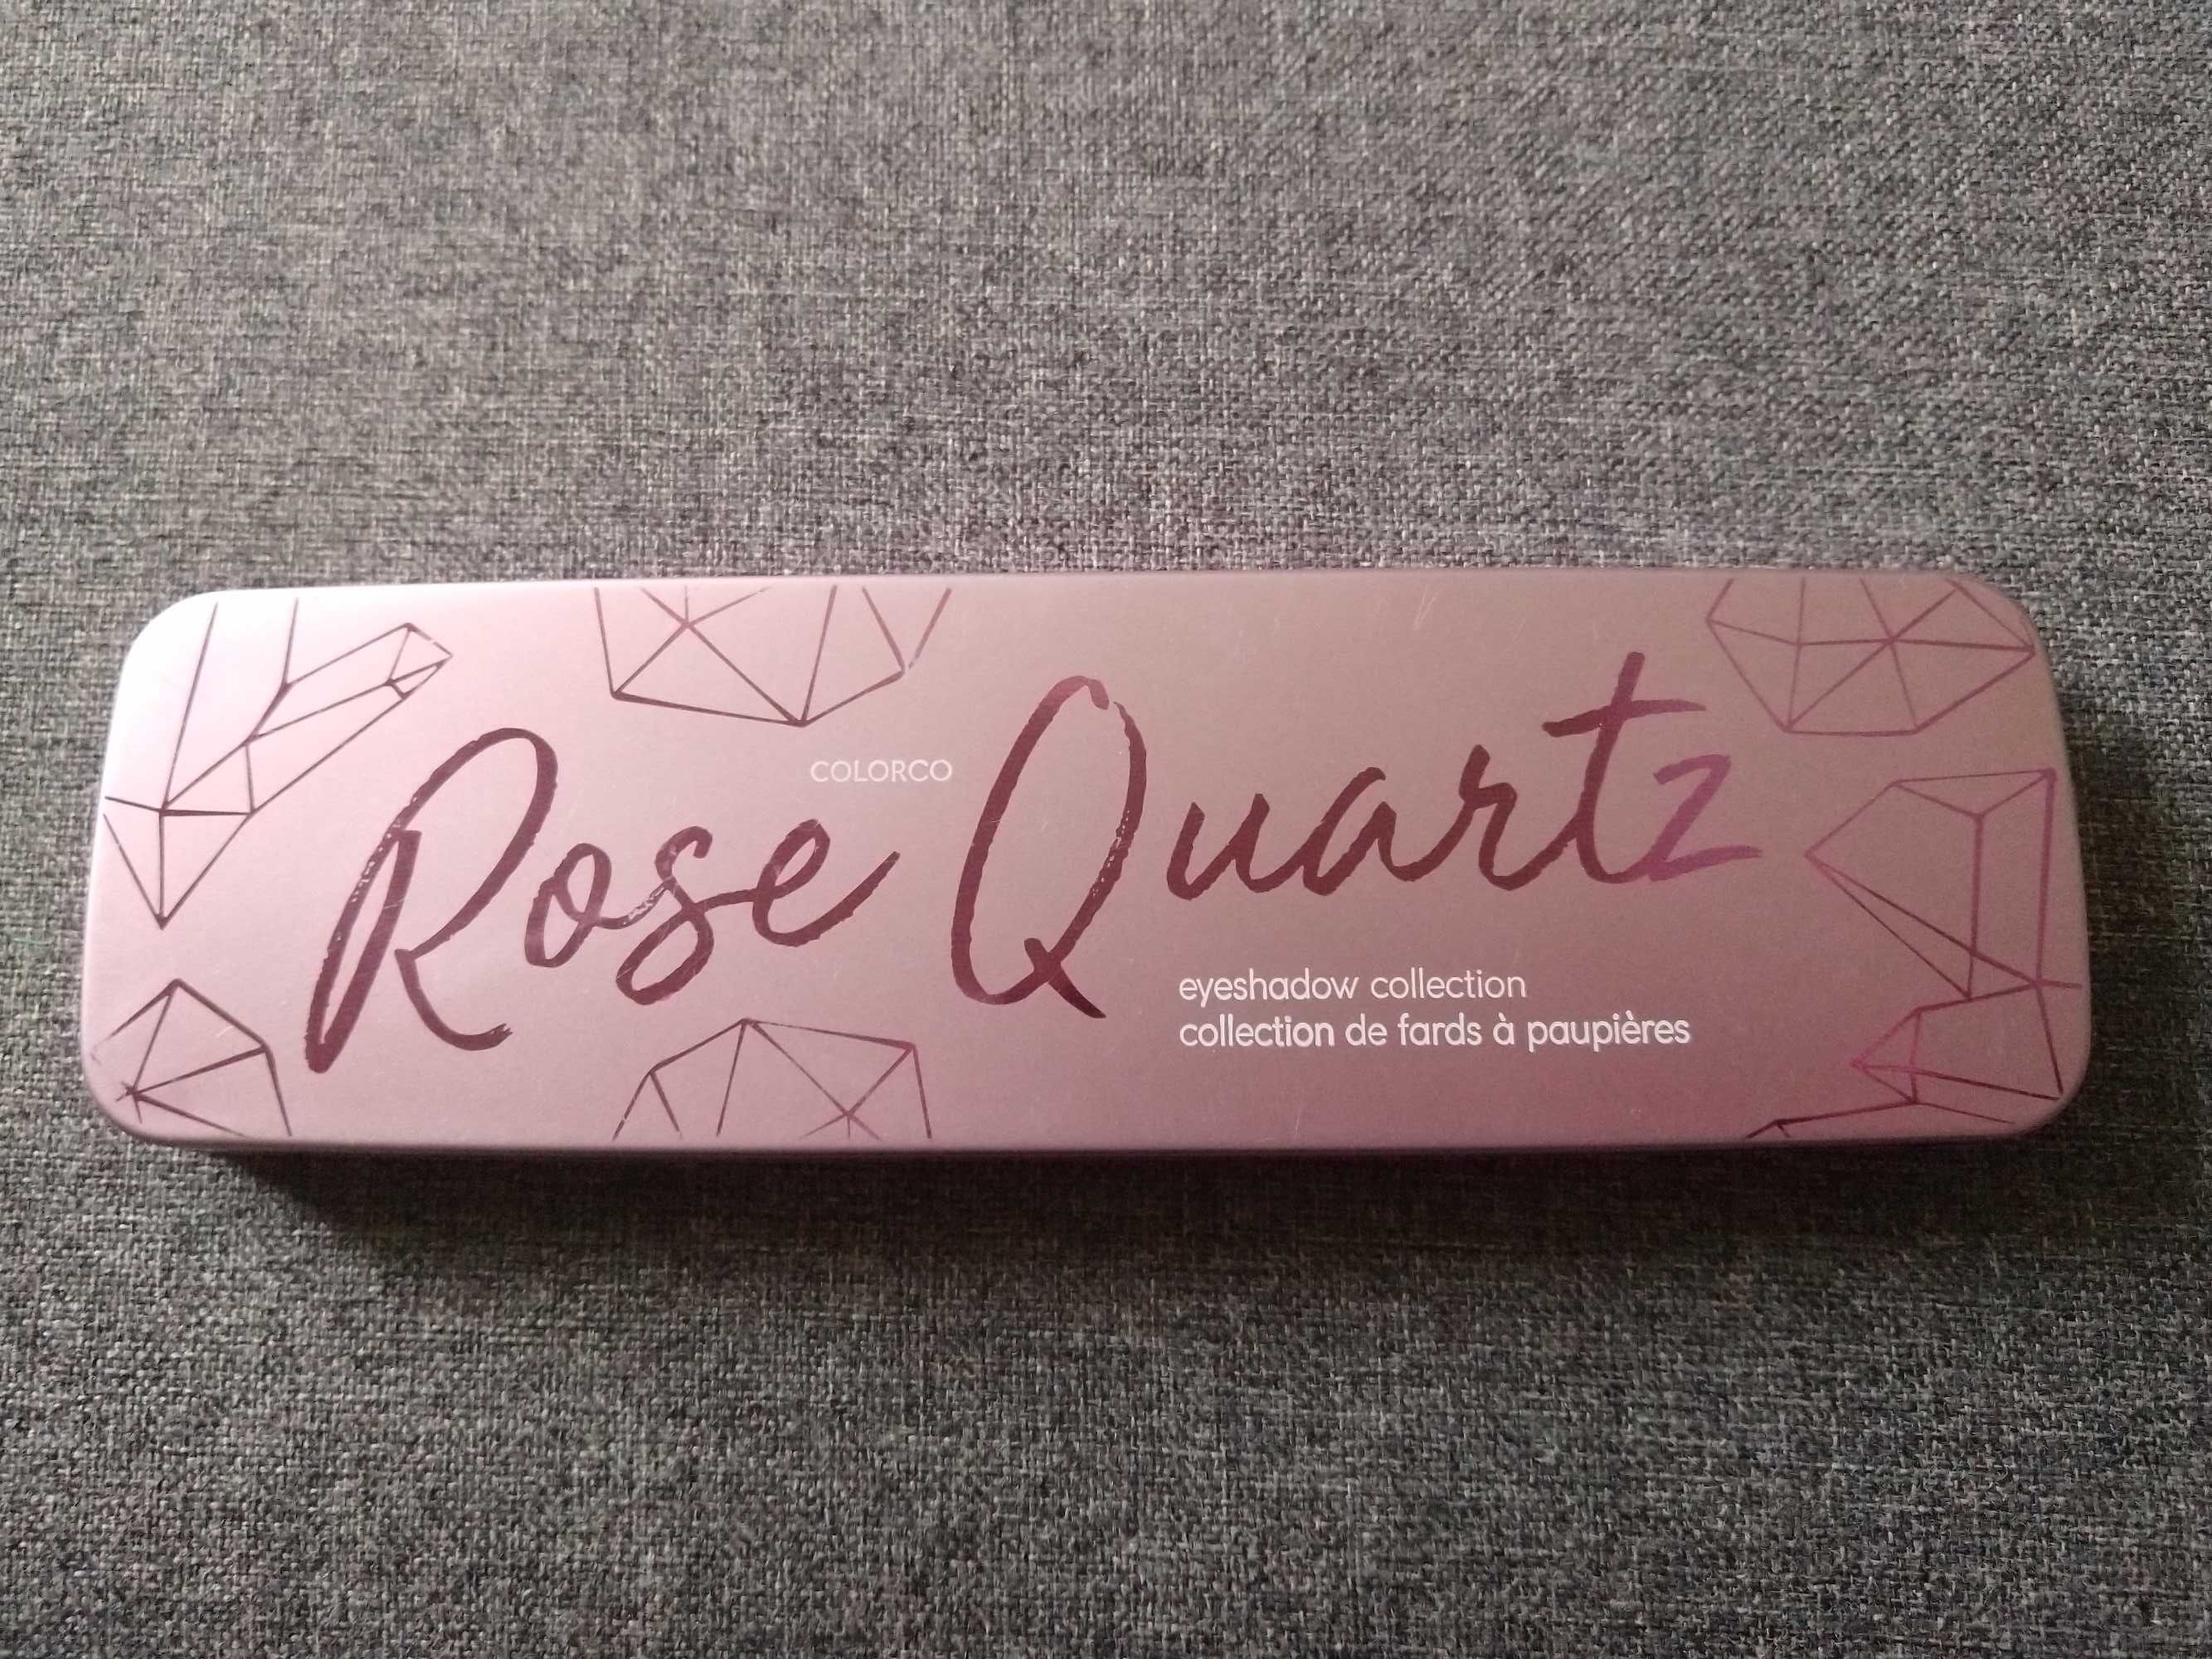 COLORCO
Rose Quartz
eyeshadow collection
collection de fards à paupières